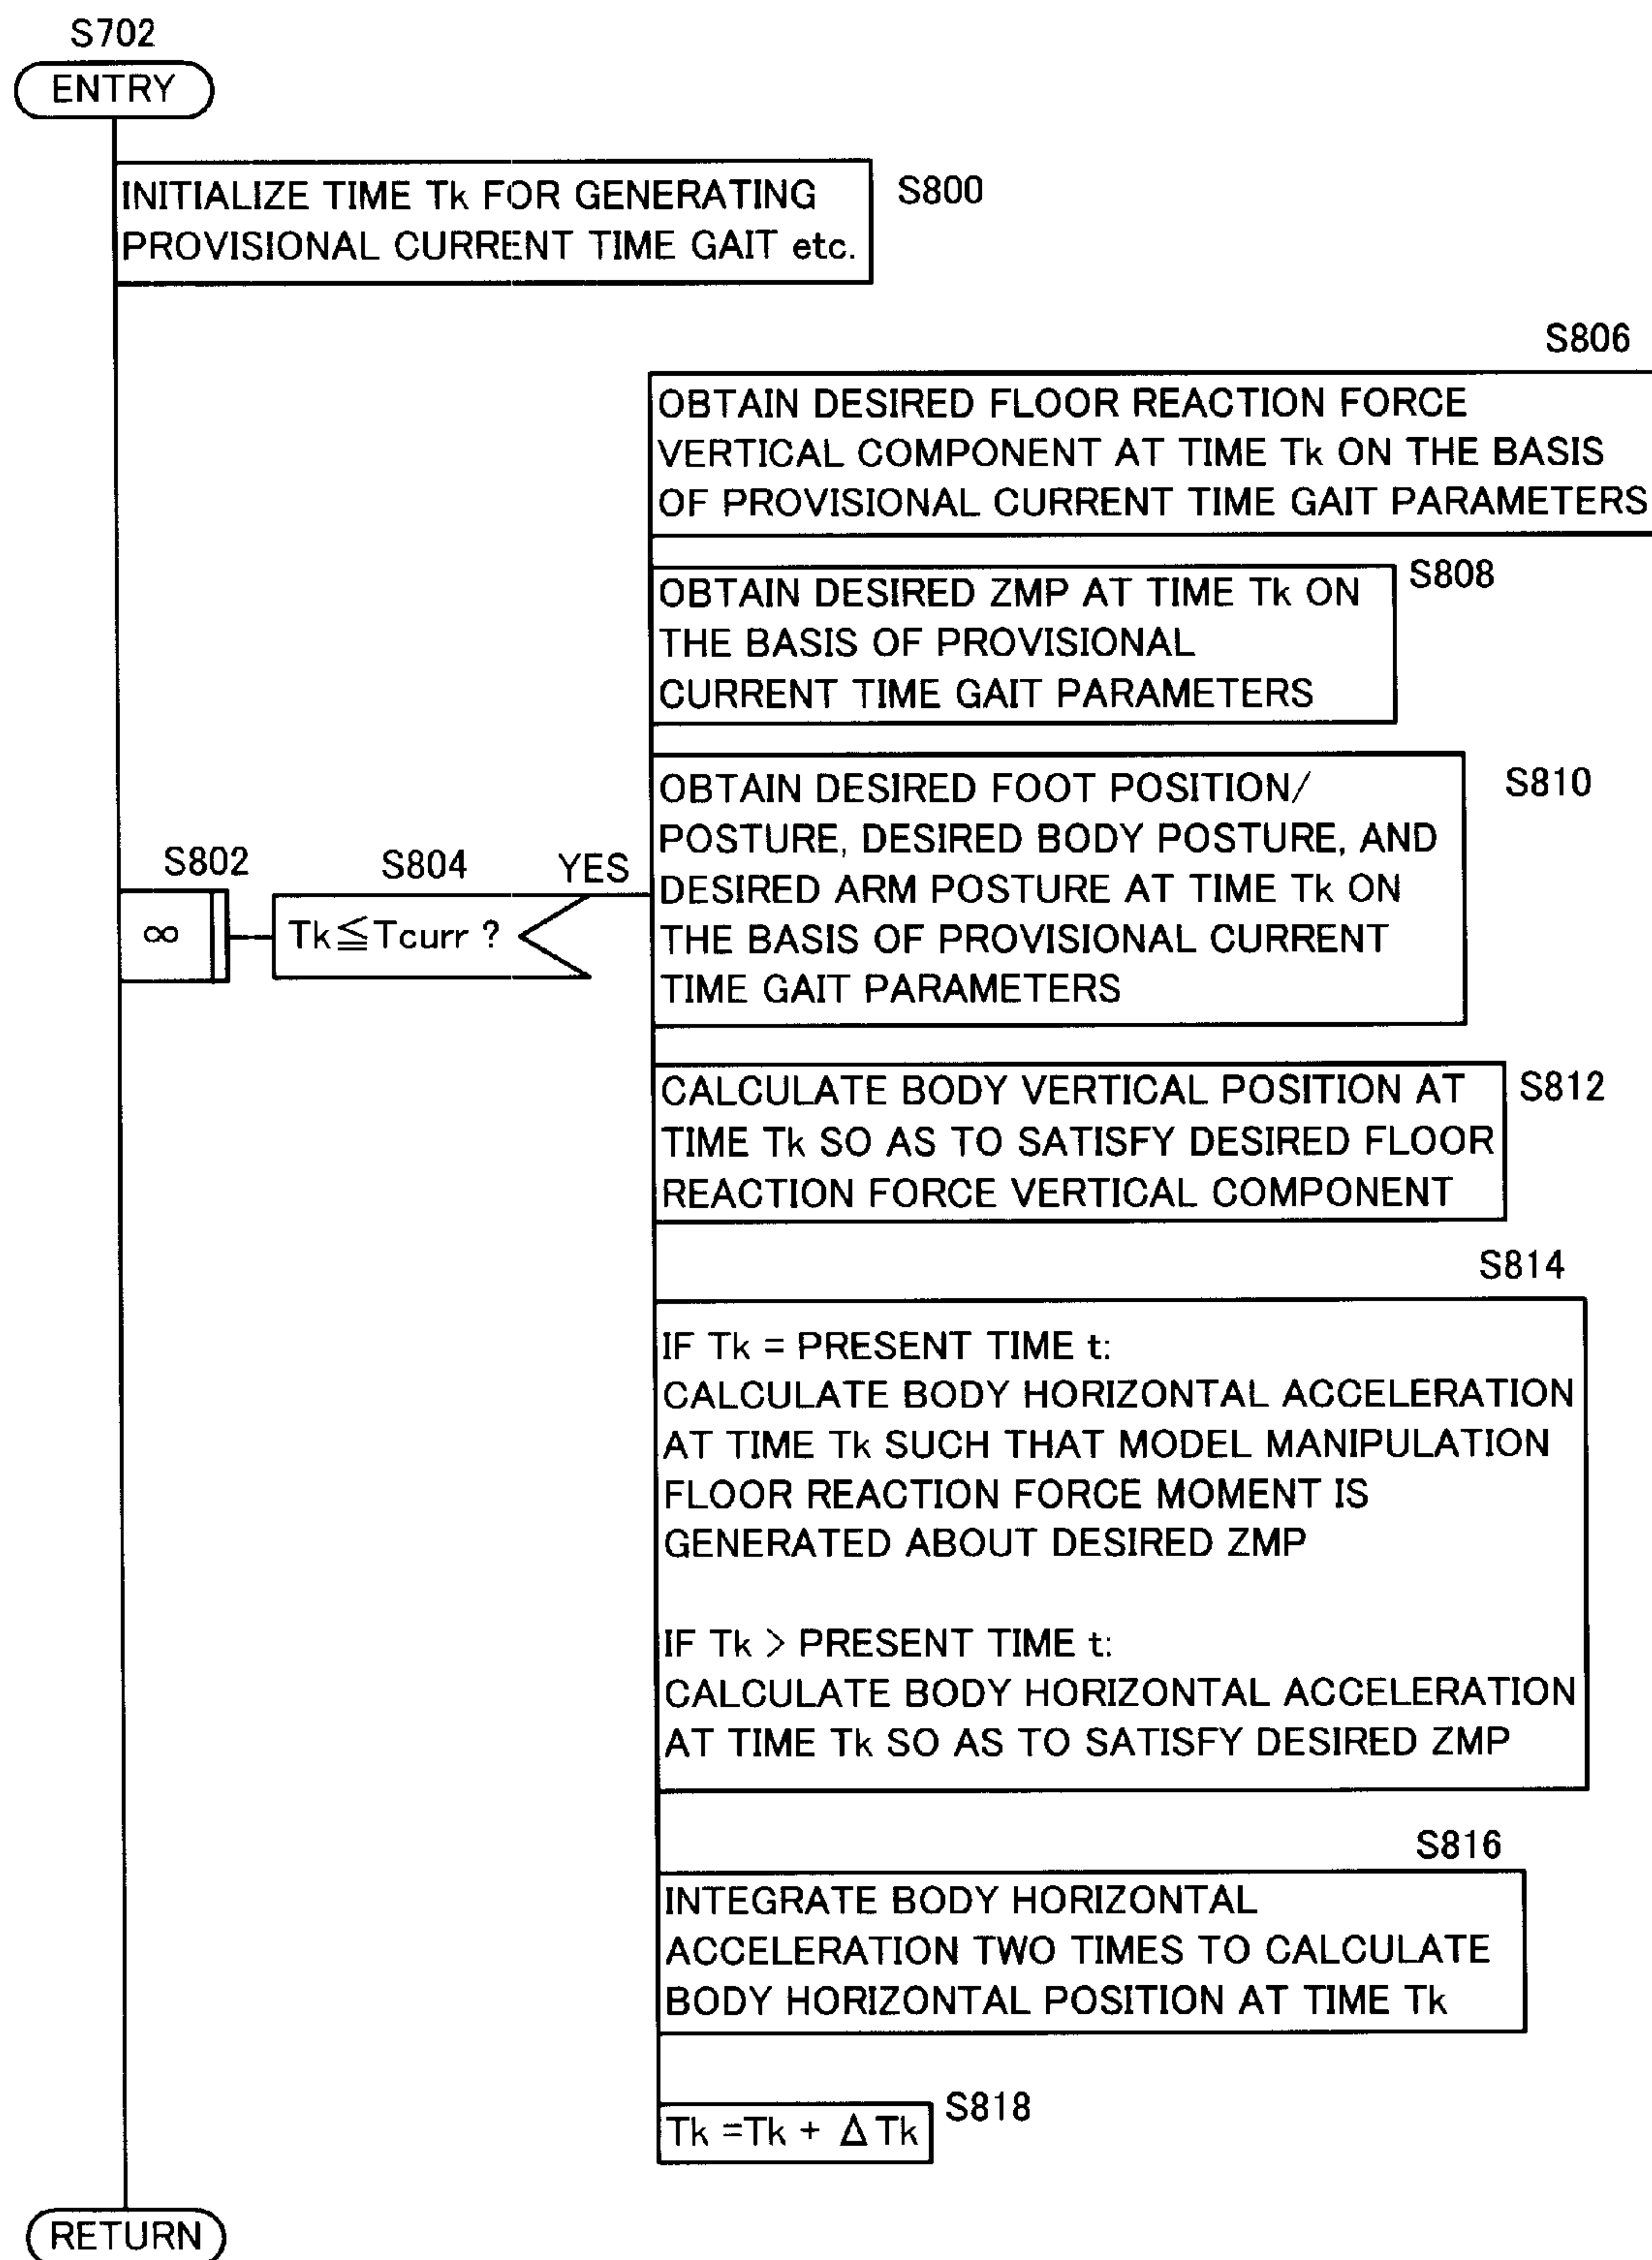 S702
ENTRY
INITIALIZE TIME Tk FOR GENERATING
PROVISIONAL CURRENT TIME GAIT etc.
S800
S802
∞
S804
Tk≦Tcurr ?
YES
S806
OBTAIN DESIRED FLOOR REACTION FORCE
VERTICAL COMPONENT AT TIME Tk ON THE BASIS
OF PROVISIONAL CURRENT TIME GAIT PARAMETERS
S808
OBTAIN DESIRED ZMP AT TIME Tk ON
THE BASIS OF PROVISIONAL
CURRENT TIME GAIT PARAMETERS
S810
OBTAIN DESIRED FOOT POSITION/
POSTURE, DESIRED BODY POSTURE, AND
DESIRED ARM POSTURE AT TIME Tk ON
THE BASIS OF PROVISIONAL CURRENT
TIME GAIT PARAMETERS
S812
CALCULATE BODY VERTICAL POSITION AT
TIME Tk SO AS TO SATISFY DESIRED FLOOR
REACTION FORCE VERTICAL COMPONENT
S814
IF Tk = PRESENT TIME t:
CALCULATE BODY HORIZONTAL ACCELERATION
AT TIME Tk SUCH THAT MODEL MANIPULATION
FLOOR REACTION FORCE MOMENT IS
GENERATED ABOUT DESIRED ZMP
IF Tk > PRESENT TIME t:
CALCULATE BODY HORIZONTAL ACCELERATION
AT TIME Tk SO AS TO SATISFY DESIRED ZMP
S816
INTEGRATE BODY HORIZONTAL
ACCELERATION TWO TIMES TO CALCULATE
BODY HORIZONTAL POSITION AT TIME Tk
S818
Tk =Tk + Δ Tk
RETURN